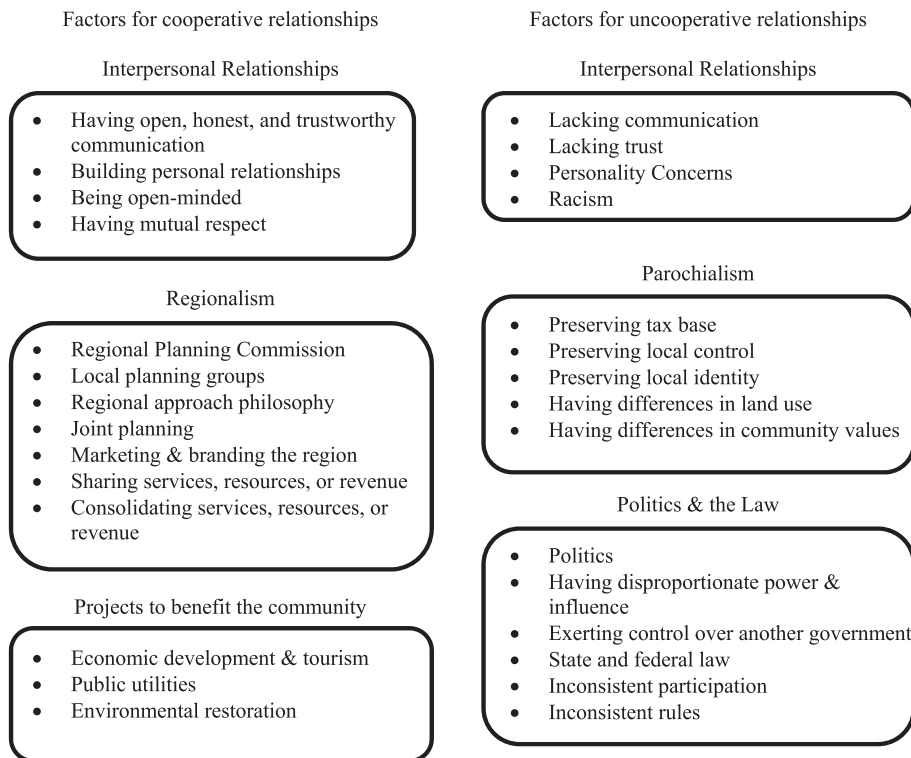 Factors for cooperative relationships
Interpersonal Relationships
• Having open, honest, and trustworthy
communication
• Building personal relationships
• Being open-minded
• Having mutual respect
Regionalism
• Regional Planning Commission
• Local planning groups
• Regional approach philosophy
• Joint planning
• Marketing & branding the region
• Sharing services, resources, or revenue
• Consolidating services, resources, or
revenue
Projects to benefit the community
• Economic development & tourism
• Public utilities
• Environmental restoration
Factors for uncooperative relationships
Interpersonal Relationships
• Lacking communication
• Lacking trust
• Personality Concerns
• Racism
Parochialism
• Preserving tax base
• Preserving local control
• Preserving local identity
• Having differences in land use
• Having differences in community values
Politics & the Law
• Politics
• Having disproportionate power &
influence
• Exerting control over another government
• State and federal law
• Inconsistent participation
• Inconsistent rules